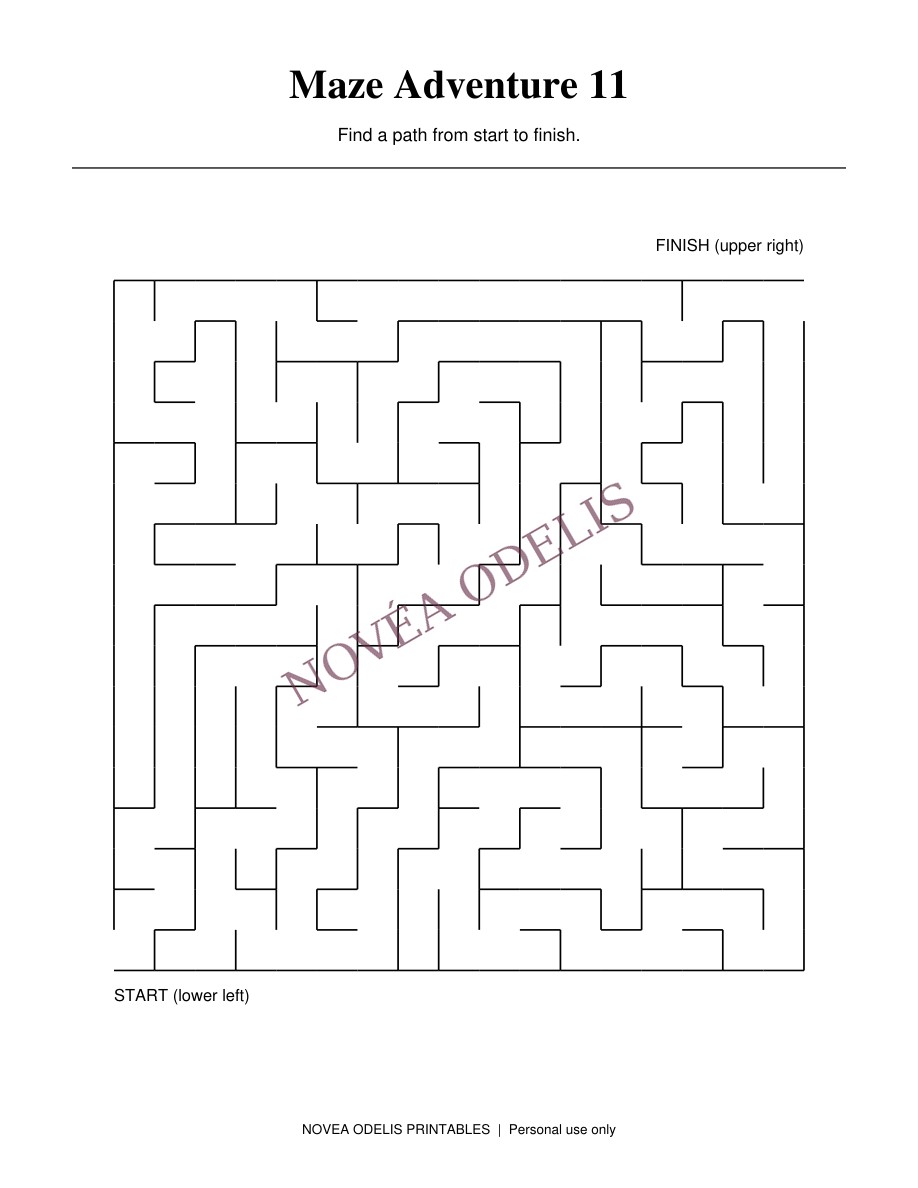 Maze Adventure 11
Find a path from start to finish.
FINISH (upper right)
NOVÉA ODELIS
START (lower left)
NOVEA ODELIS PRINTABLES | Personal use only